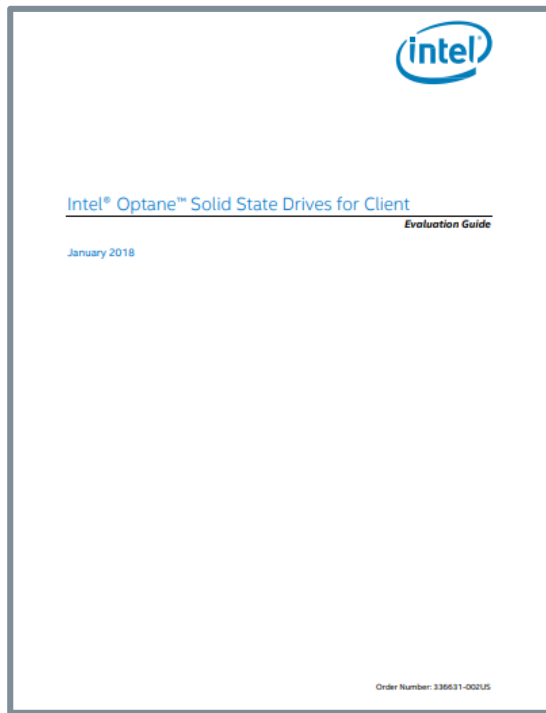 intel®
Intel® Optane™ Solid State Drives for Client
Evaluation Guide
January 2018
Order Number: 336631-002US